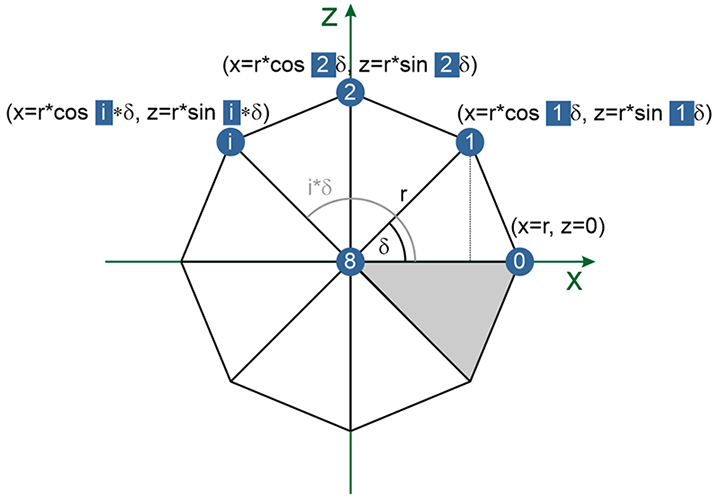 Z
(x=r*cos 2δ, z=r*sin 2δ)
2
(x=r*cos i*δ, z=r*sin i*δ)
(x=r*cos 1δ, z=r*sin 1δ)
i
1
i*δ
r
(x=r, z=0)
δ
8
0
X